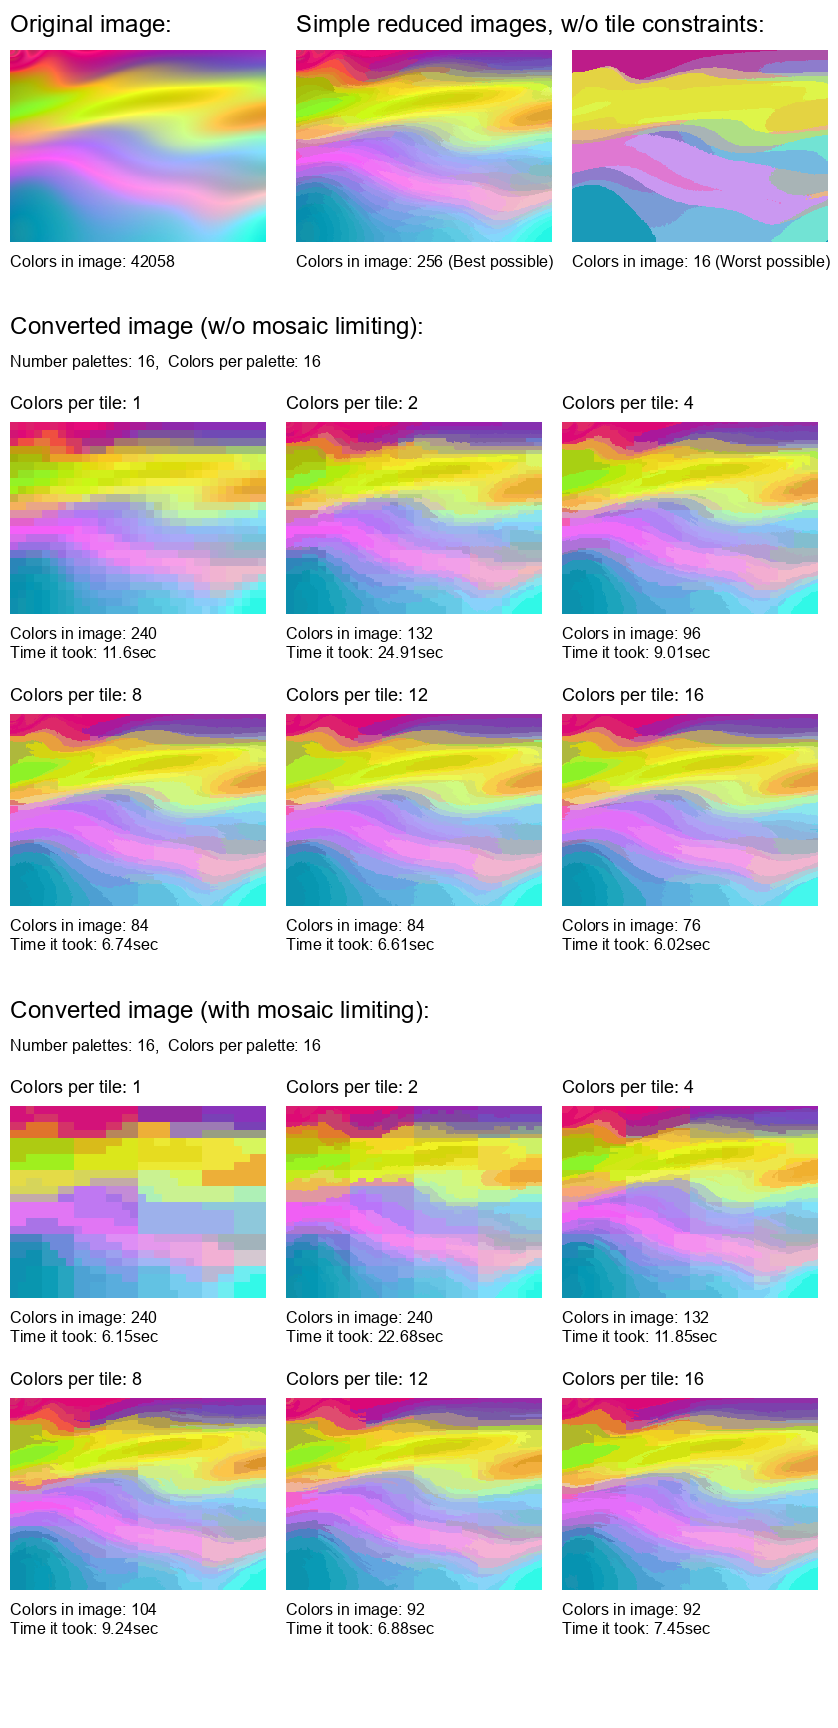 Original image:
Simple reduced images, w/o tile constraints:
Colors in image: 42058
Colors in image: 256 (Best possible)
Colors in image: 16 (Worst possible)
Converted image (w/o mosaic limiting):
Number palettes: 16,  Colors per palette: 16
Colors per tile: 1
Colors per tile: 2
Colors per tile: 4
Colors in image: 240
Time it took: 11.6sec
Colors in image: 132
Time it took: 24.91sec
Colors in image: 96
Time it took: 9.01sec
Colors per tile: 8
Colors per tile: 12
Colors per tile: 16
Colors in image: 84
Time it took: 6.74sec
Colors in image: 84
Time it took: 6.61sec
Colors in image: 76
Time it took: 6.02sec
Converted image (with mosaic limiting):
Number palettes: 16,  Colors per palette: 16
Colors per tile: 1
Colors per tile: 2
Colors per tile: 4
Colors in image: 240
Time it took: 6.15sec
Colors in image: 240
Time it took: 22.68sec
Colors in image: 132
Time it took: 11.85sec
Colors per tile: 8
Colors per tile: 12
Colors per tile: 16
Colors in image: 104
Time it took: 9.24sec
Colors in image: 92
Time it took: 6.88sec
Colors in image: 92
Time it took: 7.45sec